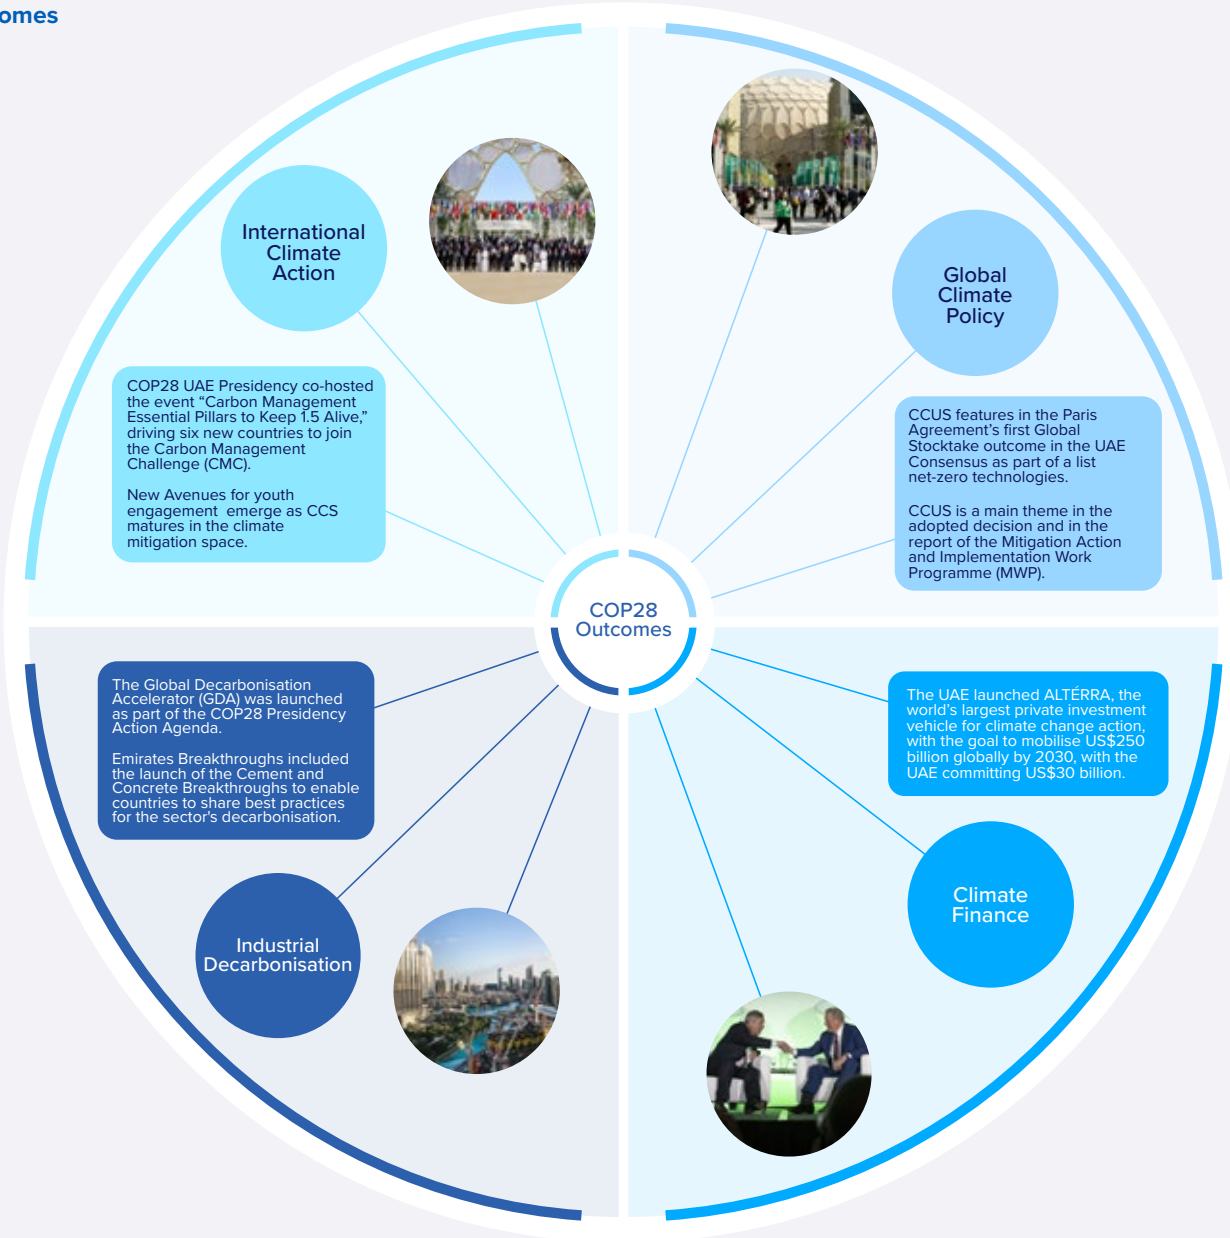 International
Climate
Action
COP28 UAE Presidency co-hosted
the event “Carbon Management
Essential Pillars to Keep 1.5 Alive,”
driving six new countries to join
the Carbon Management
Challenge (CMC).
New Avenues for youth
engagement  emerge as CCS
matures in the climate
mitigation space.
Global
Climate
Policy
CCUS features in the Paris
Agreement’s first Global
Stocktake outcome in the UAE
Consensus as part of a list
net-zero technologies.
CCUS is a main theme in the
adopted decision and in the
report of the Mitigation Action
and Implementation Work
Programme (MWP).
COP28
Outcomes
The Global Decarbonisation
Accelerator (GDA) was launched
as part of the COP28 Presidency
Action Agenda.
Emirates Breakthroughs included
the launch of the Cement and
Concrete Breakthroughs to enable
countries to share best practices
for the sector's decarbonisation.
Industrial
Decarbonisation
The UAE launched ALTÉRRA, the
world’s largest private investment
vehicle for climate change action,
with the goal to mobilise US$250
billion globally by 2030, with the
UAE committing US$30 billion.
Climate
Finance